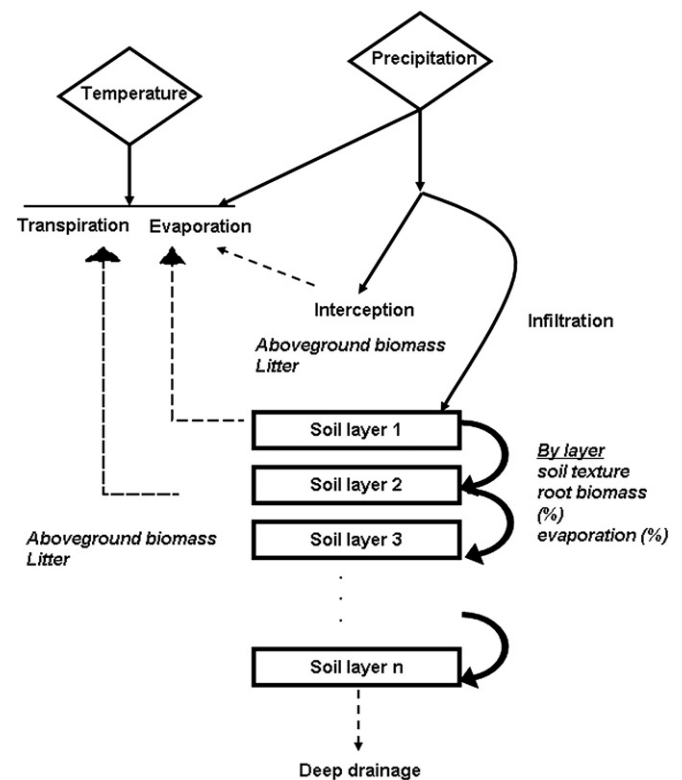 Precipitation
Temperature
Transpiration
Evaporation
Interception
Infiltration
Aboveground biomass
Litter
Soil layer 1
By layer
soil texture
root biomass
(%)
evaporation (%)
Soil layer 2
Soil layer 3
Aboveground biomass
Litter
Soil layer n
Deep drainage